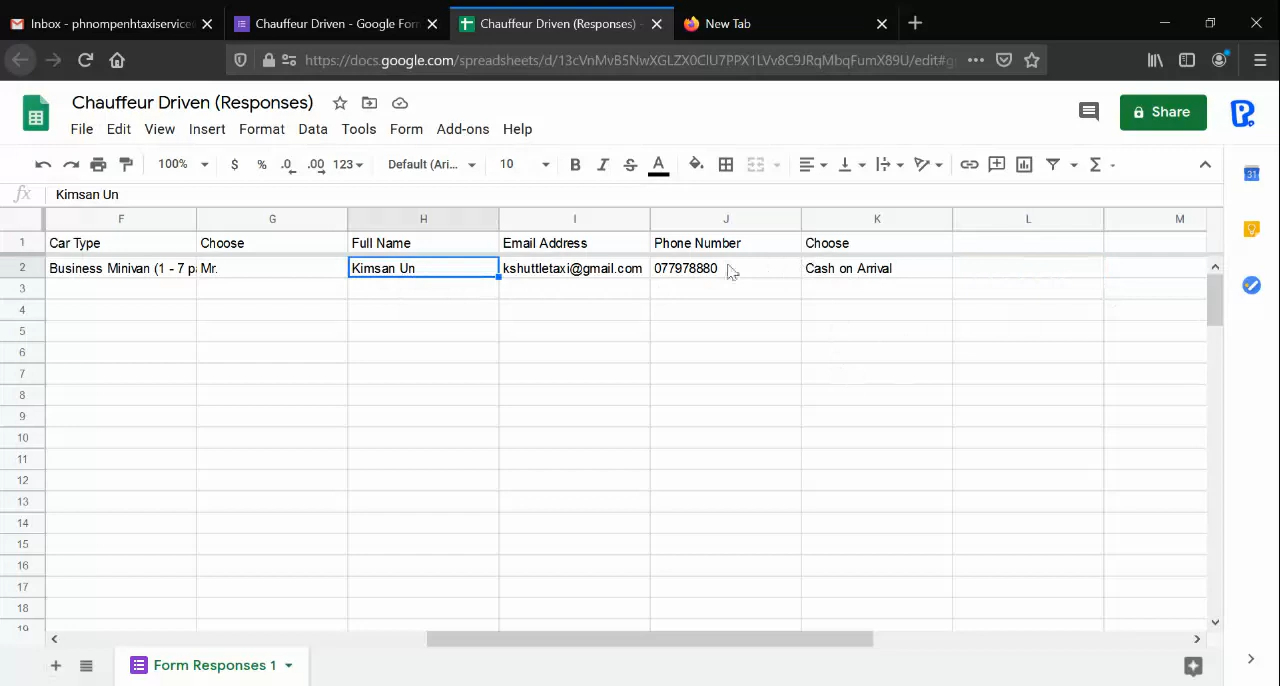 Inbox - phnompenhtaxiservice
Chauffeur Driven - Google For
Chauffeur Driven (Responses) -
New Tab
https://docs.google.com/spreadsheets/d/13cVnMvB5NwXGLZX0ClU7PPX1LVv8C9JRqMbqFumX89U/edit#g
Chauffeur Driven (Responses)
Share
File Edit View Insert Format Data Tools Form Add-ons Help
100% $ % .0 .00 123 Default (Ari... 10 B I S A Σ
fx Kimsan Un
F G H I J K L M
1 Car Type Choose Full Name Email Address Phone Number Choose
2 Business Minivan (1 - 7 pa Mr. Kimsan Un kshuttletaxi@gmail.com 077978880 Cash on Arrival
3
4
5
6
7
8
9
10
11
12
13
14
15
16
17
18
19
Form Responses 1
31